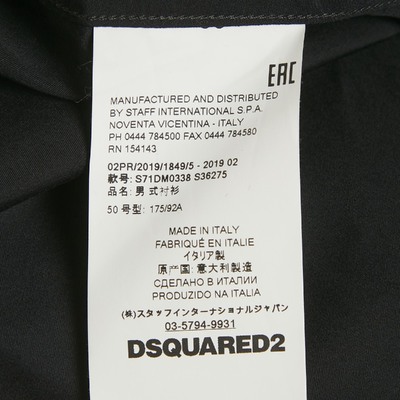 EAC
MANUFACTURED AND DISTRIBUTED
BY STAFF INTERNATIONAL S.P.A.
NOVENTA VICENTINA - ITALY
PH 0444 784500 FAX 0444 784580
RN 154143
02PR/2019/1849/5 - 2019 02
款号: S71DM0338 S36275
品名: 男式衬衫
50 号型: 175/92A
MADE IN ITALY
FABRIQUÉ EN ITALIE
イタリア製
原产国: 意大利製造
СДЕЛАНО В ИТАЛИИ
PRODUZIDO NA ITALIA
(株)スタッフインターナショナルジャパン
03-5794-9931
DSQUARED2